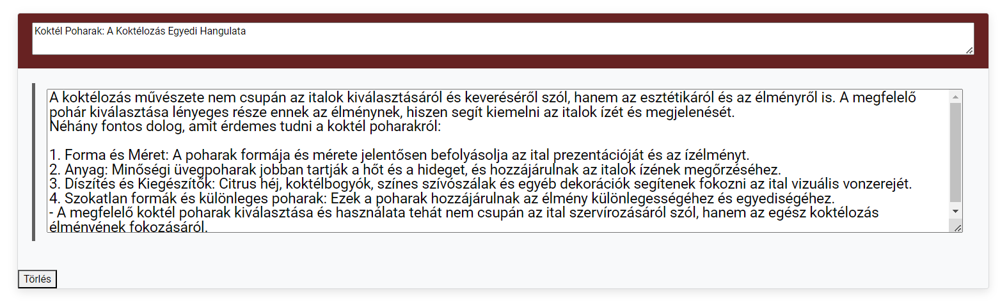 Koktél Poharak: A Koktélozás Egyedi Hangulata
A koktélozás művészete nem csupán az italok kiválasztásáról és keveréséről szól, hanem az esztétikáról és az élményről is. A megfelelő
pohár kiválasztása lényeges része ennek az élménynek, hiszen segít kiemelni az italok ízét és megjelenését.
Néhány fontos dolog, amit érdemes tudni a koktél poharakról:
1. Forma és Méret: A poharak formája és mérete jelentősen befolyásolja az ital prezentációját és az ízélményt.
2. Anyag: Minőségi üvegpoharak jobban tartják a hőt és a hideget, és hozzájárulnak az italok ízének megőrzéséhez.
3. Díszítés és Kiegészítők: Citrus héj, koktélbogyók, színes szívószálak és egyéb dekorációk segítenek fokozni az ital vizuális vonzerejét.
4. Szokatlan formák és különleges poharak: Ezek a poharak hozzájárulnak az élmény különlegességéhez és egyediségéhez.
- A megfelelő koktél poharak kiválasztása és használata tehát nem csupán az ital szervírozásáról szól, hanem az egész koktélozás
élményének fokozásáról.
Törlés